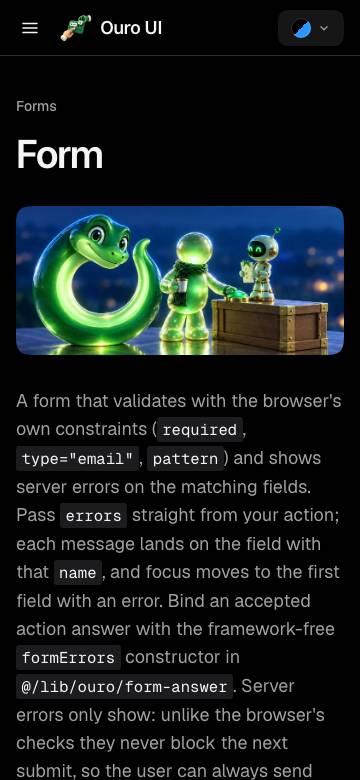 Ouro UI
Forms
Form
A form that validates with the browser's
own constraints (required,
type="email", pattern) and shows
server errors on the matching fields.
Pass errors straight from your action;
each message lands on the field with
that name, and focus moves to the first
field with an error. Bind an accepted
action answer with the framework-free
formErrors constructor in
@/lib/ouro/form-answer. Server
errors only show: unlike the browser's
checks they never block the next
submit, so the user can always send